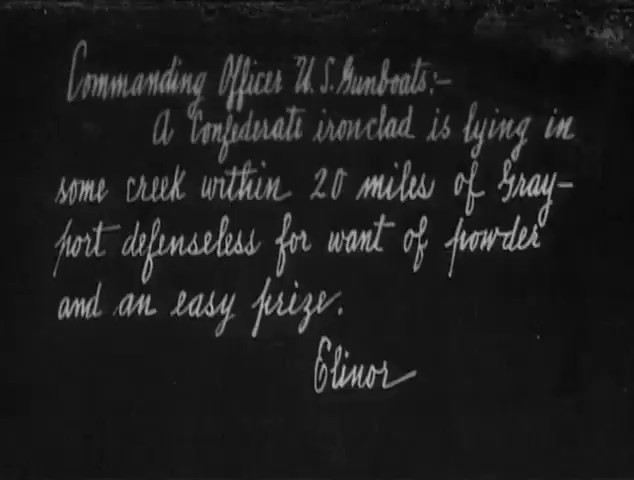 Commanding Officer U.S. Gunboats:-
A Confederate ironclad is lying in
some creek within 20 miles of Gray-
port defenseless for want of powder
and an easy prize.
Elinor